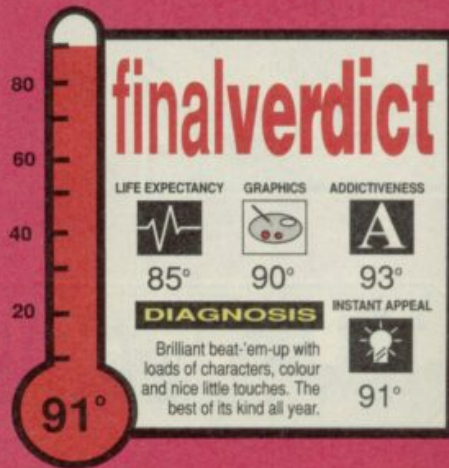 80
60
40
20
91°
finalverdict
LIFE EXPECTANCY GRAPHICS ADDICTIVENESS
A
85° 90° 93°
DIAGNOSIS
Brilliant beat-'em-up with
loads of characters, colour
and nice little touches. The
best of its kind all year.
INSTANT APPEAL
91°